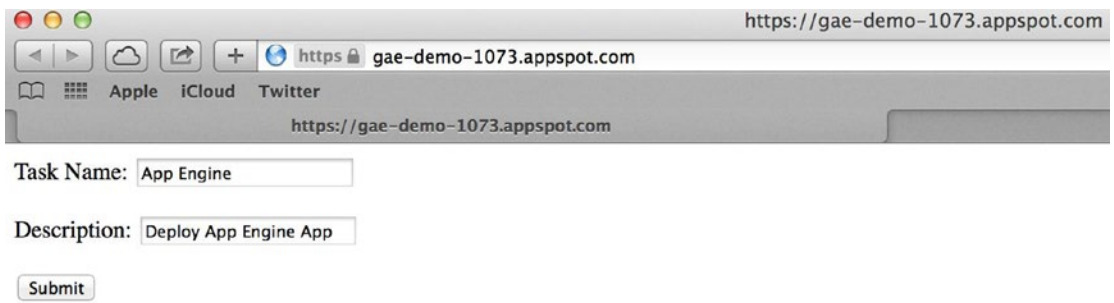 https://gae-demo-1073.appspot.com
https gae-demo-1073.appspot.com
Apple iCloud Twitter
https://gae-demo-1073.appspot.com
Task Name: App Engine
Description: Deploy App Engine App
Submit